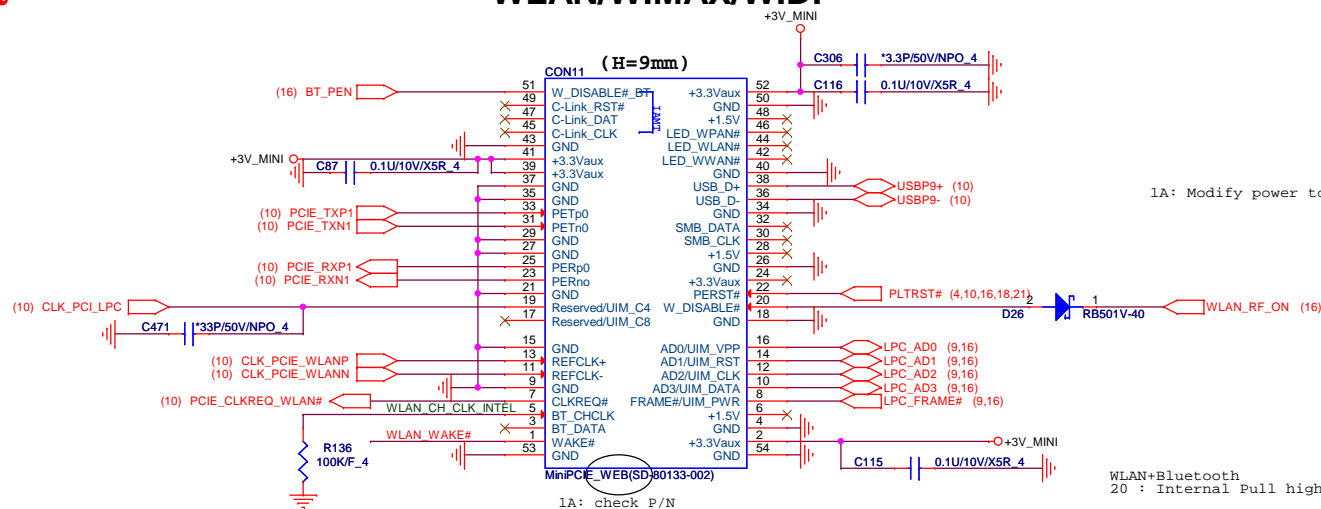 WLAN/WIMAX/WIDI
+3V_MINI
C306 *3.3P/50V/NPO_4
C116 0.1U/10V/X5R_4
(H=9mm)
CON11
IAMT
(16) BT_PEN 51 W_DISABLE#_BT +3.3Vaux 52
49 C-Link_RST# GND 50
47 C-Link_DAT +1.5V 48
45 C-Link_CLK LED_WPAN# 46
43 GND LED_WLAN# 44
+3V_MINI 41 +3.3Vaux LED_WWAN# 42
C87 0.1U/10V/X5R_4 39 +3.3Vaux GND 40
37 GND USB_D+ 38 USBP9+ (10)
35 GND USB_D- 36 USBP9- (10)
(10) PCIE_TXP1 33 PETp0 GND 34
(10) PCIE_TXN1 31 PETn0 SMB_DATA 32
29 GND SMB_CLK 30
27 GND +1.5V 28
(10) PCIE_RXP1 25 PERp0 GND 26
(10) PCIE_RXN1 23 PERno +3.3Vaux 24
21 GND PERST# 22 PLTRST# (4,10,16,18,21)
(10) CLK_PCI_LPC 19 Reserved/UIM_C4 W_DISABLE# 20 2 D26 1 RB501V-40 WLAN_RF_ON (16)
C471 *33P/50V/NPO_4 17 Reserved/UIM_C8 GND 18
15 GND AD0/UIM_VPP 16 LPC_AD0 (9,16)
(10) CLK_PCIE_WLANP 13 REFCLK+ AD1/UIM_RST 14 LPC_AD1 (9,16)
(10) CLK_PCIE_WLANN 11 REFCLK- AD2/UIM_CLK 12 LPC_AD2 (9,16)
9 GND AD3/UIM_DATA 10 LPC_AD3 (9,16)
(10) PCIE_CLKREQ_WLAN# 7 CLKREQ# FRAME#/UIM_PWR 8 LPC_FRAME# (9,16)
WLAN_CH_CLK_INTEL 5 BT_CHCLK +1.5V 6
3 BT_DATA GND 4
WLAN_WAKE# 1 WAKE# +3.3Vaux 2 +3V_MINI
53 GND GND 54
R136
100K/F_4
C115 0.1U/10V/X5R_4
MiniPCIE_WEB(SD-80133-002)
1A: check P/N
1A: Modify power to
WLAN+Bluetooth
20 : Internal Pull high